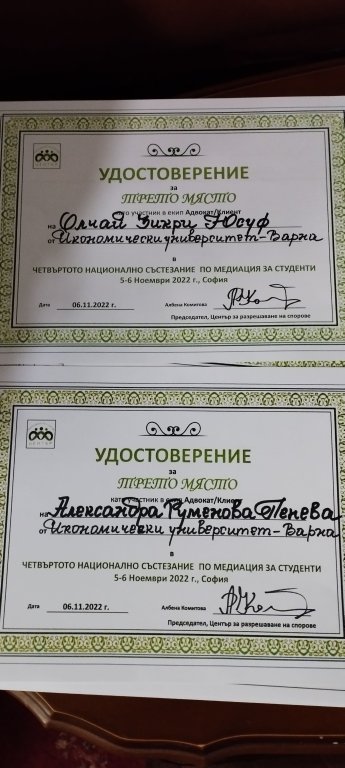 УДОСТОВЕРЕНИЕ
за
ТРЕТО МЯСТО
като участник в екип Адвокат/Клиент
на Олчай Зикри Юсуф
от Икономически университет-Варна
в
ЧЕТВЪРТОТО НАЦИОНАЛНО СЪСТЕЗАНИЕ ПО МЕДИАЦИЯ ЗА СТУДЕНТИ
5-6 Ноември 2022 г., София
Дата 06.11.2022 г. Албена Комитова
Председател, Център за разрешаване на спорове
ЦЕНТЪР
УДОСТОВЕРЕНИЕ
за
ТРЕТО МЯСТО
като участник в екип Адвокат/Клиент
на Александра Руменова Пенева
от Икономически университет-Варна
в
ЧЕТВЪРТОТО НАЦИОНАЛНО СЪСТЕЗАНИЕ ПО МЕДИАЦИЯ ЗА СТУДЕНТИ
5-6 Ноември 2022 г., София
Дата 06.11.2022 г. Албена Комитова
Председател, Център за разрешаване на спорове